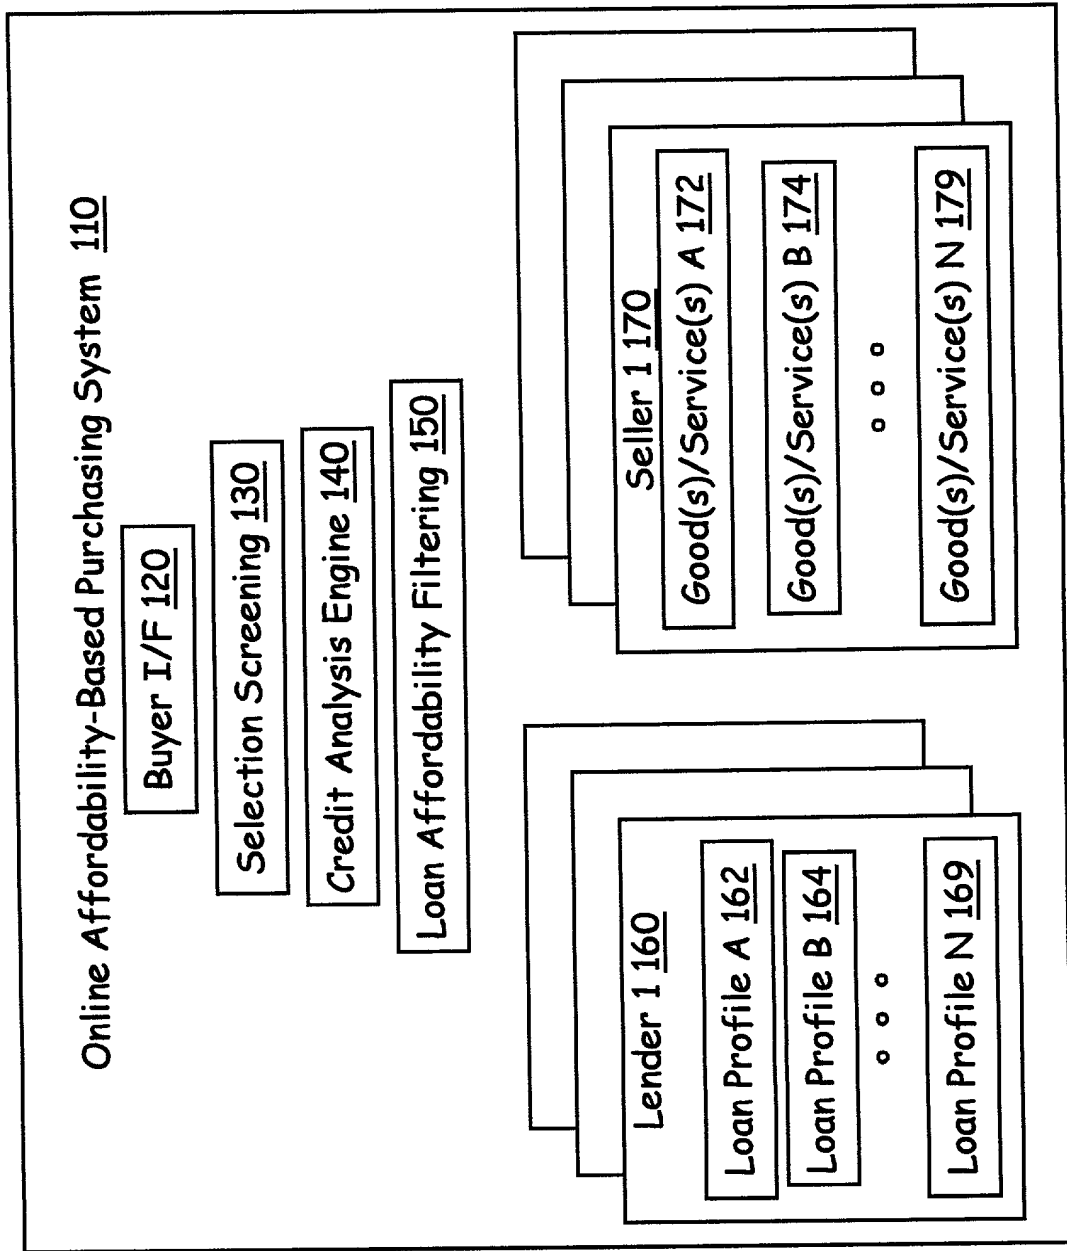 Online Affordability-Based Purchasing System 110
Buyer I/F 120
Selection Screening 130
Credit Analysis Engine 140
Loan Affordability Filtering 150
Lender 1 160
Loan Profile A 162
Loan Profile B 164
Loan Profile N 169
Seller 1 170
Good(s)/Service(s) A 172
Good(s)/Service(s) B 174
Good(s)/Service(s) N 179